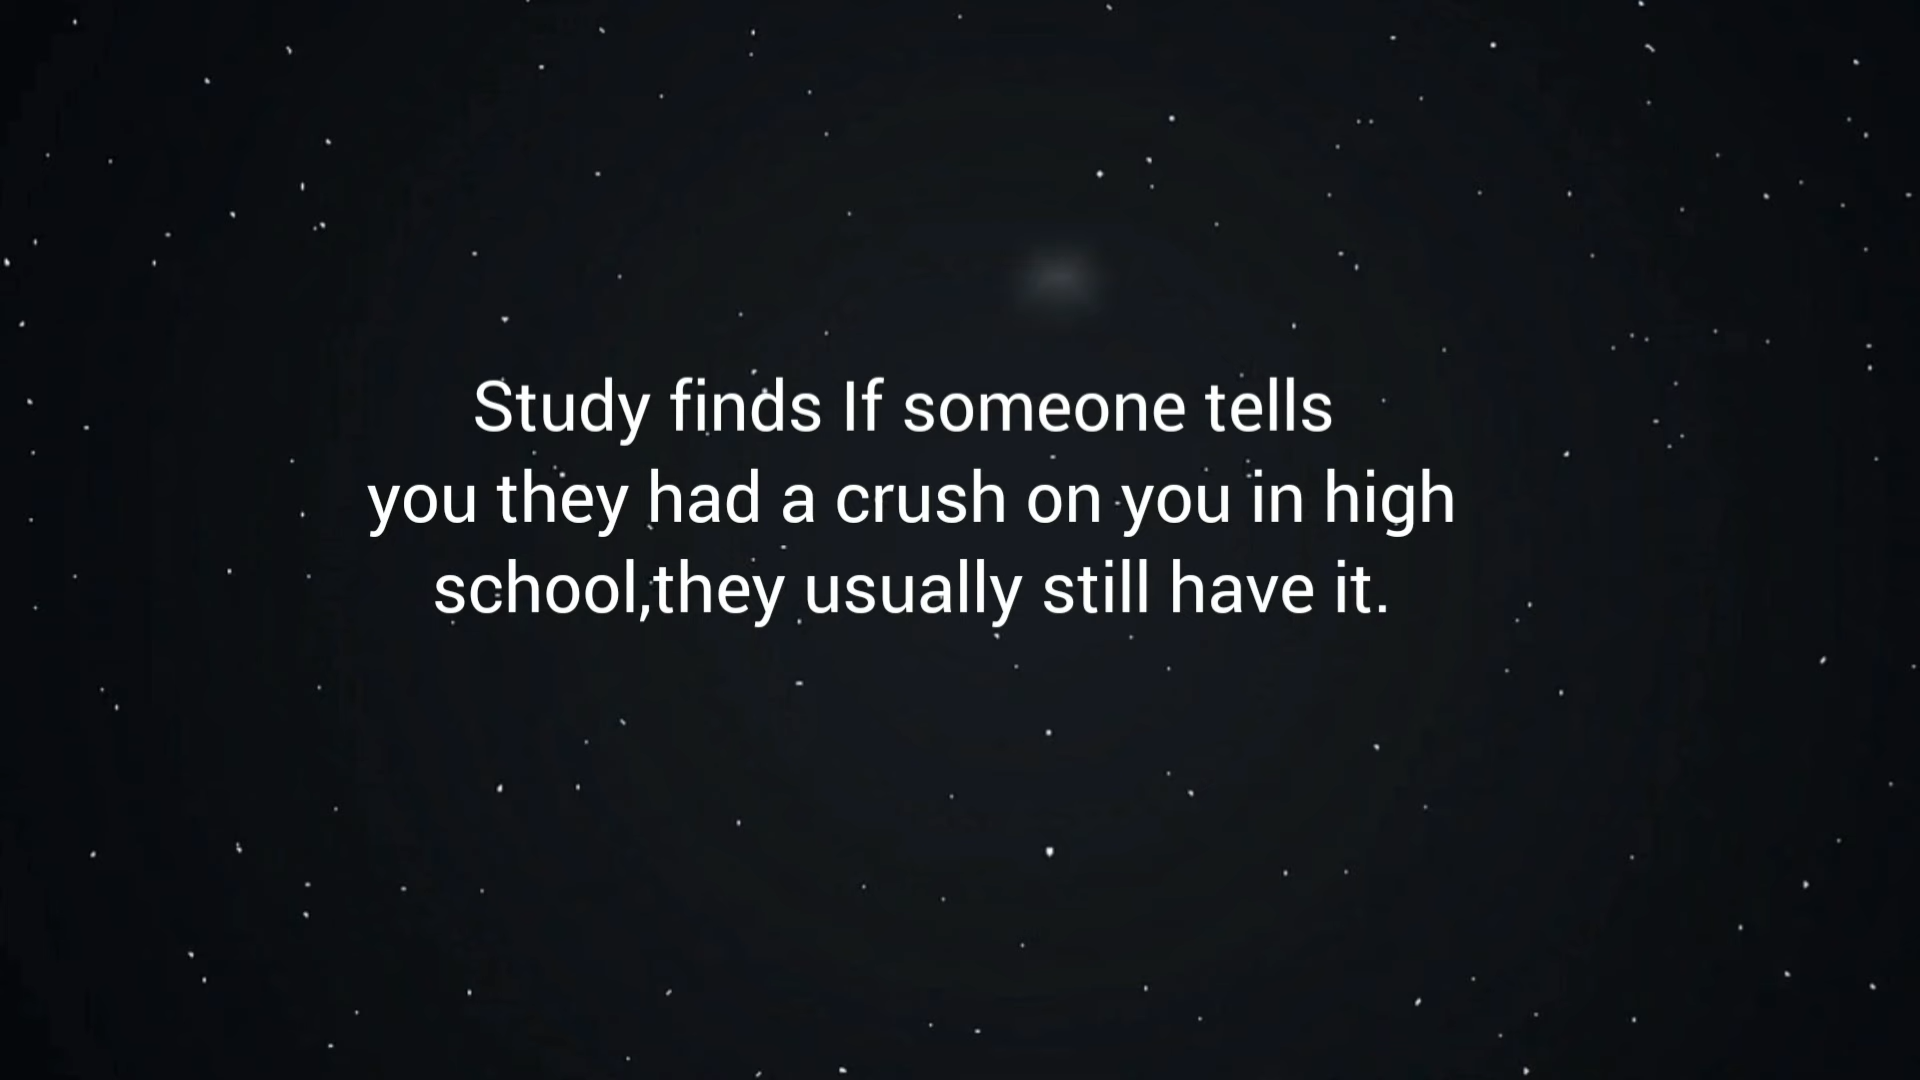 Study finds If someone tells
you they had a crush on you in high
school,they usually still have it.